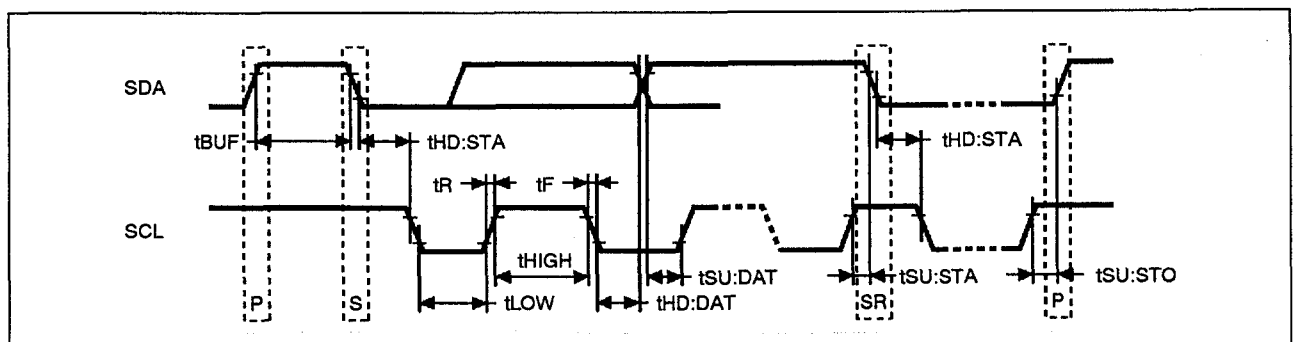 SDA
tBUF
tHD:STA
tHD:STA
tR
tF
SCL
tHIGH
tSU:DAT
tSU:STA
tSU:STO
P
S
tLOW
tHD:DAT
SR
P